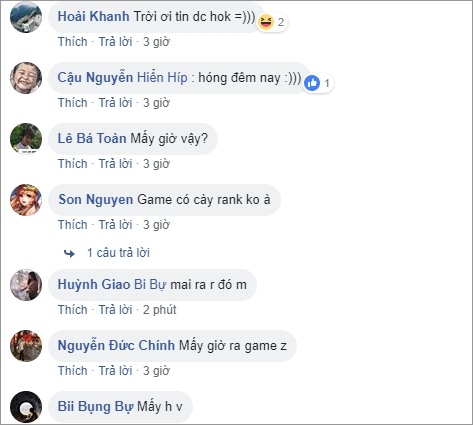 Hoài Khanh Trời ơi tin dc hok =)))
2
Thích · Trả lời · 3 giờ
Cậu Nguyễn Hiển Híp : hóng đêm nay :)))
1
Thích · Trả lời · 3 giờ
Lê Bá Toàn Mấy giờ vậy?
Thích · Trả lời · 3 giờ
Son Nguyen Game có cày rank ko à
Thích · Trả lời · 3 giờ
1 câu trả lời
Huỳnh Giao Bi Bự mai ra r đó m
Thích · Trả lời · 2 phút
Nguyễn Đức Chính Mấy giờ ra game z
Thích · Trả lời · 3 giờ
Bii Bụng Bự Mấy h v